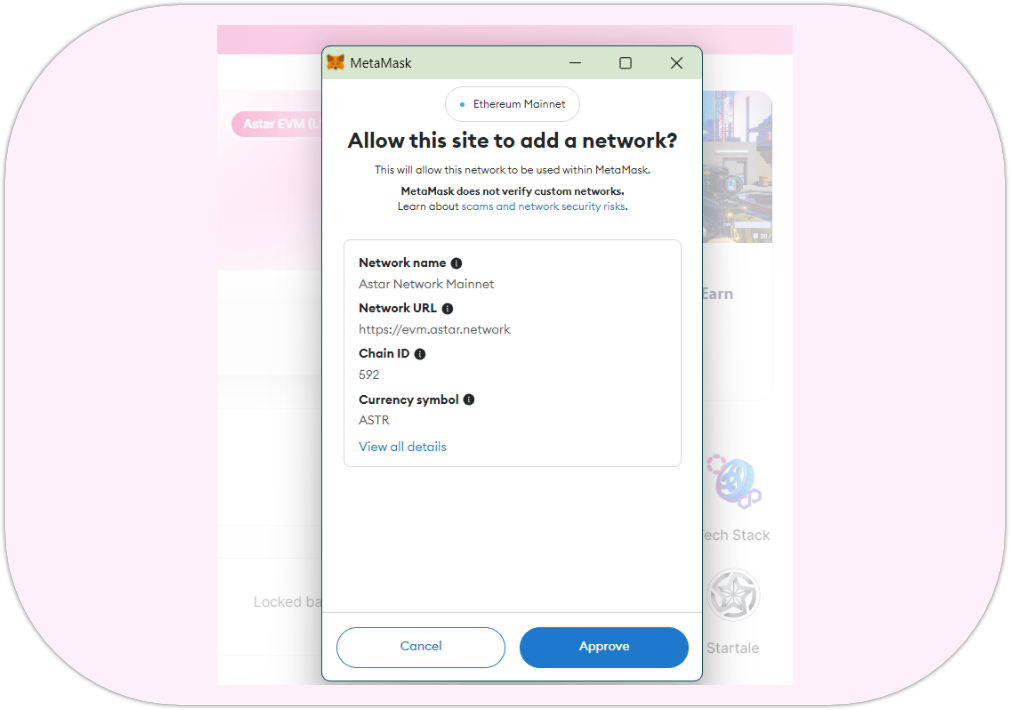 MetaMask
Ethereum Mainnet
Allow this site to add a network?
This will allow this network to be used within MetaMask.
MetaMask does not verify custom networks.
Learn about scams and network security risks.
Network name
Astar Network Mainnet
Network URL
https://evm.astar.network
Chain ID
592
Currency symbol
ASTR
View all details
Cancel
Approve
Astar EVM (L
Earn
ech Stack
Locked ba
Startale